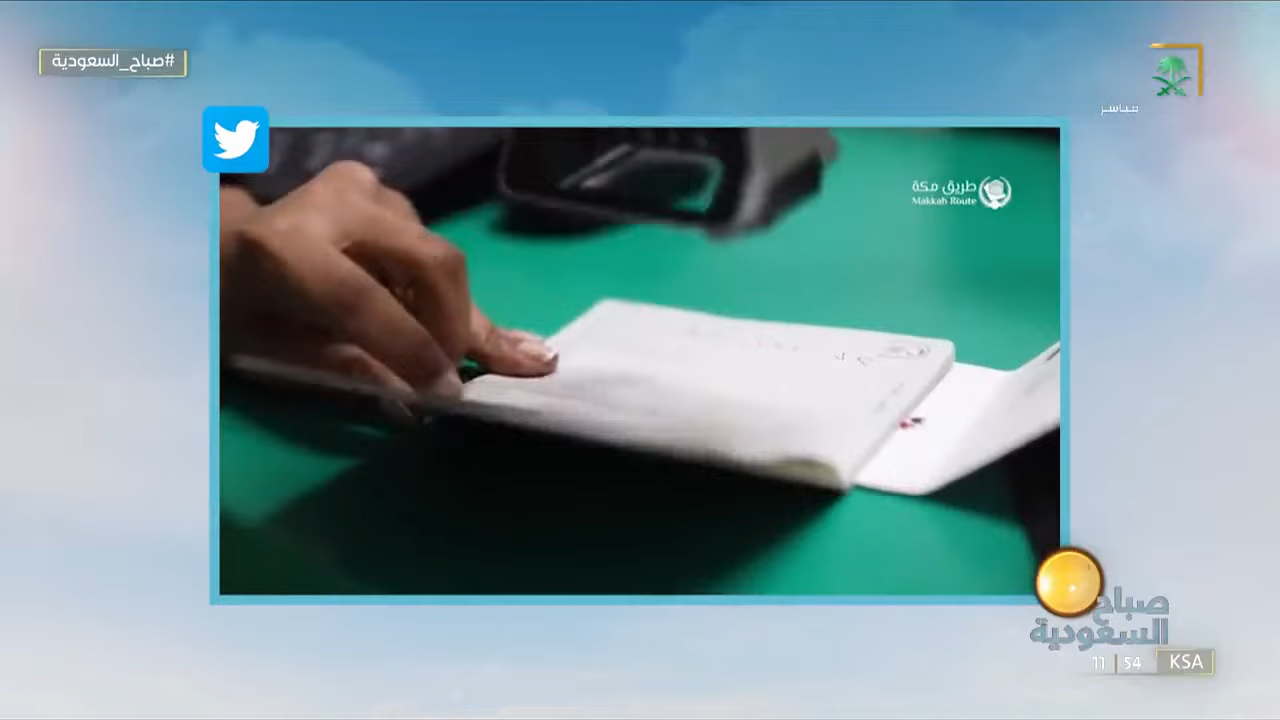 #صباح_السعودية
مباشر
طريق مكة
Makkah Route
صباح
السعودية
11 54 KSA